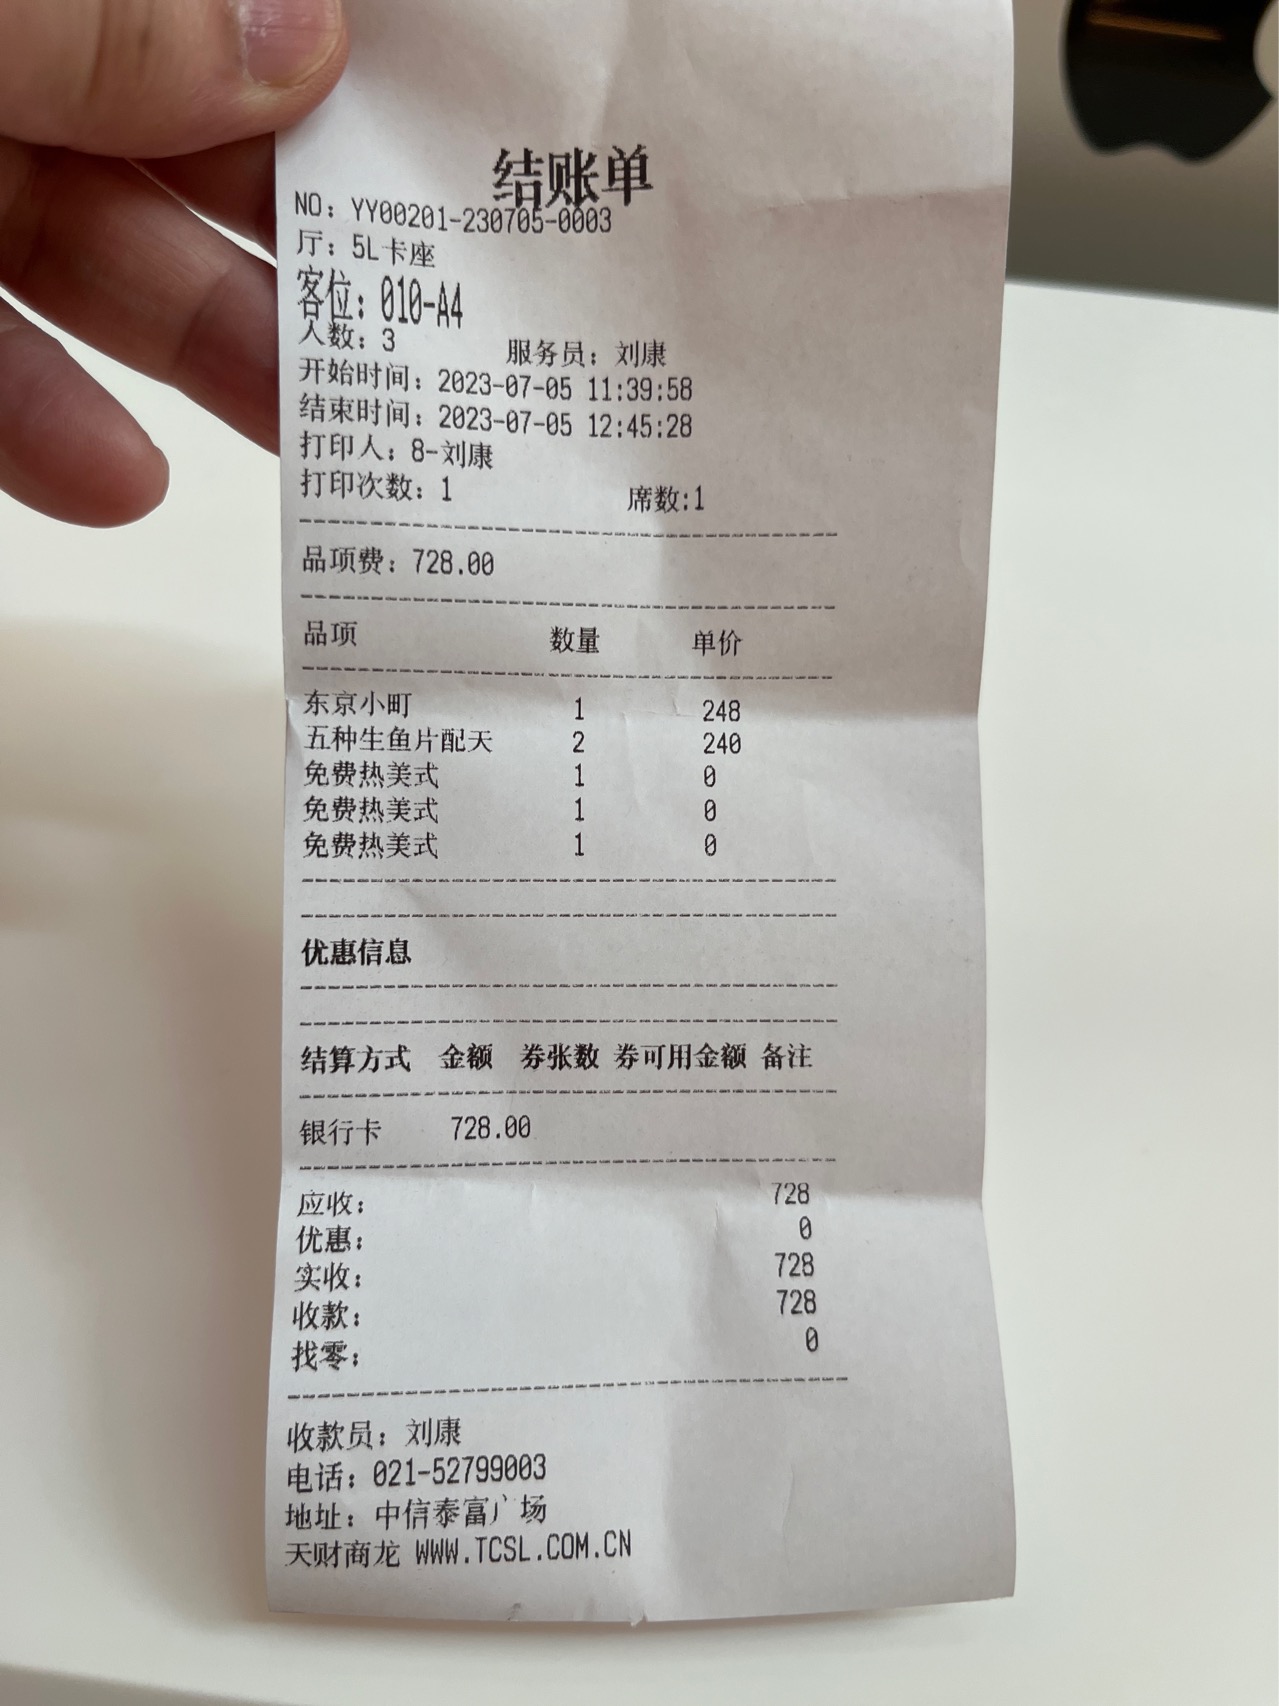 结账单
NO: YY00201-230705-0003
厅: 5L卡座
客位: 010-A4
人数: 3 服务员: 刘康
开始时间: 2023-07-05 11:39:58
结束时间: 2023-07-05 12:45:28
打印人: 8-刘康
打印次数: 1 席数:1
品项费: 728.00
品项 数量 单价
东京小町 1 248
五种生鱼片配天 2 240
免费热美式 1 0
免费热美式 1 0
免费热美式 1 0
优惠信息
结算方式 金额 券张数 券可用金额 备注
银行卡 728.00
应收: 728
优惠: 0
实收: 728
收款: 728
找零: 0
收款员: 刘康
电话: 021-52799003
地址: 中信泰富广场
天财商龙 WWW.TCSL.COM.CN